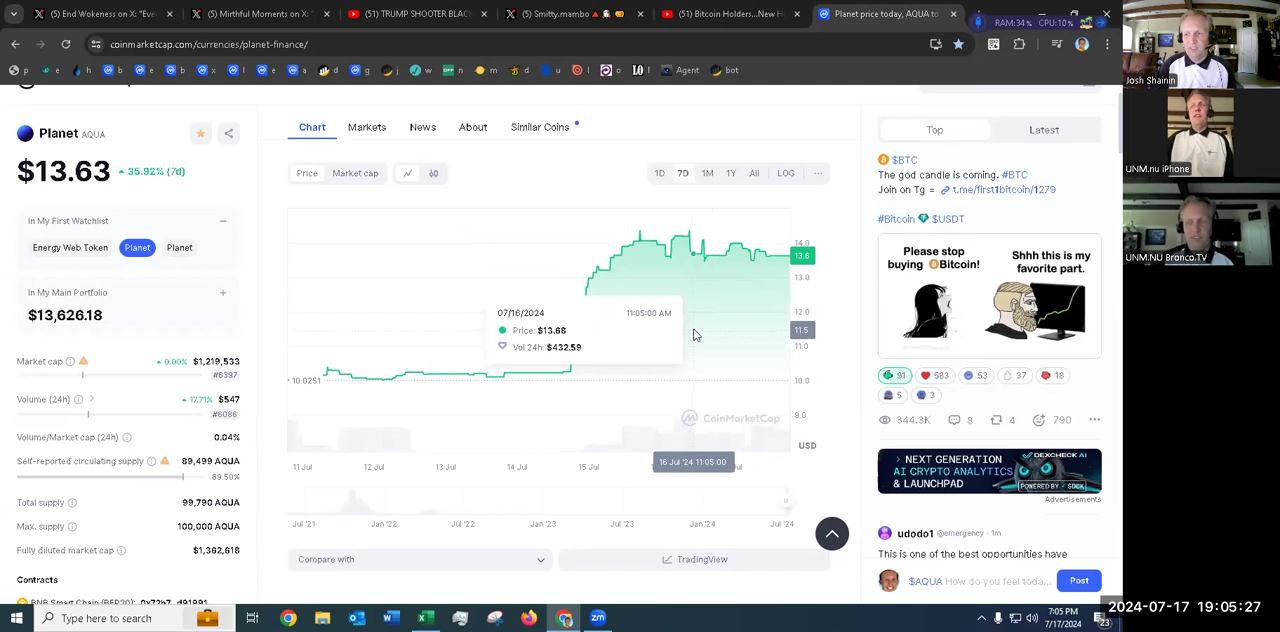 (5) End Wokeness on X: "Ever
(5) Mirthful Moments on X: "
(51) TRUMP SHOOTER BLAC
(5) Smitty.mambo
(51) Bitcoin Holders...New H
Planet price today, AQUA to
RAM:34% CPU:10%
coinmarketcap.com/currencies/planet-finance/
Agent
bot
Planet AQUA
$13.63
35.92% (7d)
In My First Watchlist
Energy Web Token
Planet
Planet
In My Main Portfolio
$13,626.18
Market cap
0.00%
$1,219,533
#6397
Volume (24h)
17.71%
$547
#6086
Volume/Market cap (24h)
0.04%
Self-reported circulating supply
89,499 AQUA
89.50%
Total supply
99,790 AQUA
Max. supply
100,000 AQUA
Fully diluted market cap
$1,362,618
Contracts
Chart
Markets
News
About
Similar Coins
Price
Market cap
1D
7D
1M
1Y
All
LOG
14.0
13.6
13.0
12.0
11.5
11.0
10.0
9.0
USD
10.0251
07/16/2024
11:05:00 AM
Price: $13.68
Vol 24h: $432.59
CoinMarketCap
11 Jul
12 Jul
13 Jul
14 Jul
15 Jul
16 Jul '24 11:05:00
Jul '21
Jan '22
Jul '22
Jan '23
Jul '23
Jan '24
Jul '24
Compare with
TradingView
Top
Latest
$BTC
The god candle is coming. #BTC
Join on Tg = t.me/first1bitcoin/1279
#Bitcoin $USDT
Please stop
buying Bitcoin!
Shhh this is my
favorite part.
91
583
53
37
18
5
3
344.3K
8
4
790
NEXT GENERATION
AI CRYPTO ANALYTICS
& LAUNCHPAD
DEXCHECK AI
POWERED BY $DCK
Advertisements
udodo1 @emergency · 1m
This is one of the best opportunities have
$AQUA How do you feel toda...
Post
Josh Shainin
UNM.nu iPhone
UNM.NU Bronco.TV
Type here to search
7:05 PM
7/17/2024
23
2024-07-17 19:05:27